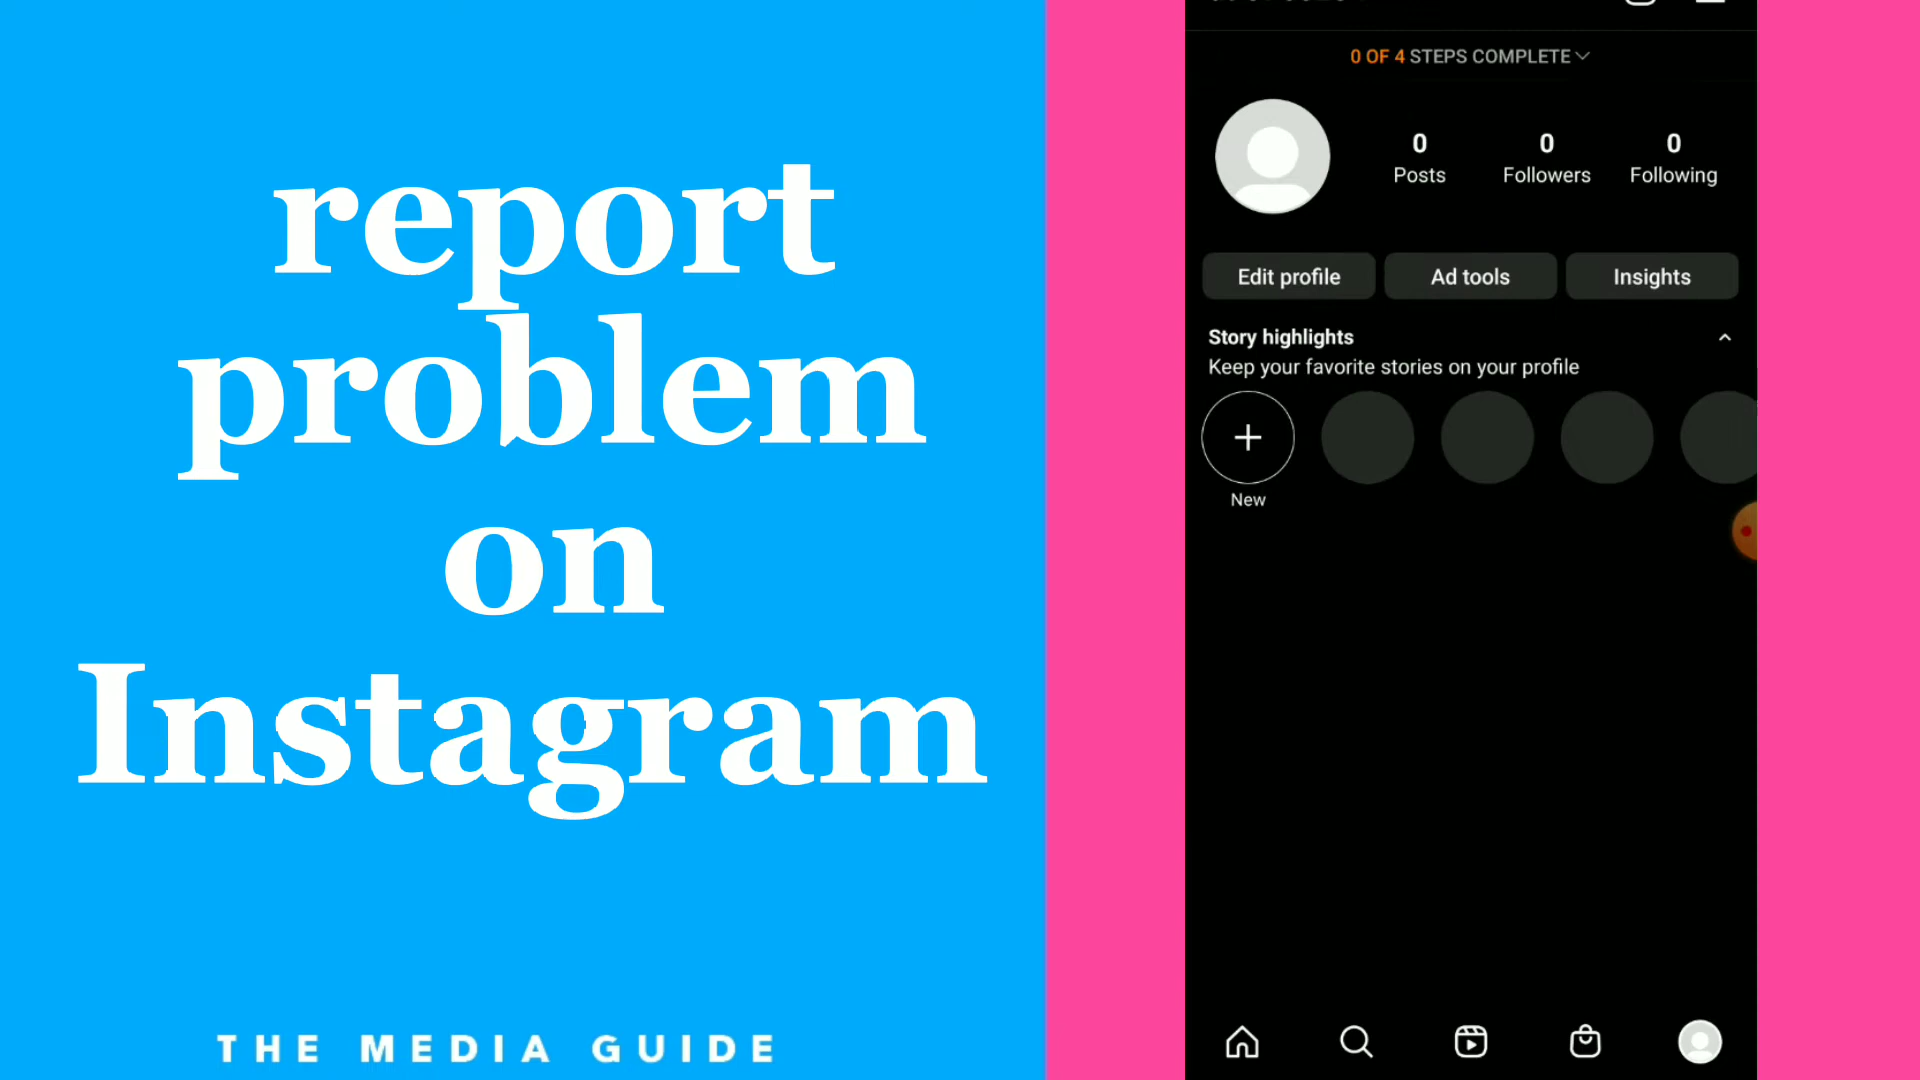 report
problem
on
Instagram
THE MEDIA GUIDE
0 OF 4 STEPS COMPLETE
0
Posts
0
Followers
0
Following
Edit profile
Ad tools
Insights
Story highlights
Keep your favorite stories on your profile
New